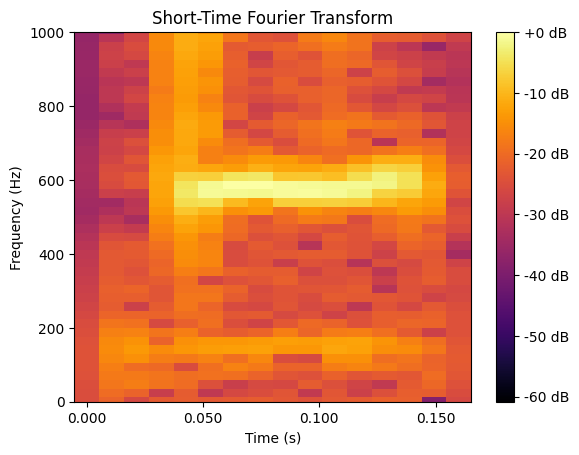 Short-Time Fourier Transform
1000
800
600
400
200
0
Frequency (Hz)
0.000
0.050
0.100
0.150
Time (s)
+0 dB
-10 dB
-20 dB
-30 dB
-40 dB
-50 dB
-60 dB